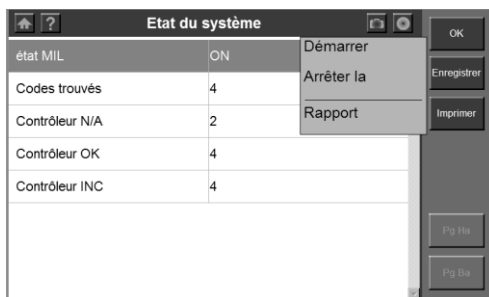 ? Etat du système
OK
état MIL ON
Démarrer
Arrêter la
Enregistrer
Codes trouvés 4
Rapport
Imprimer
Contrôleur N/A 2
Contrôleur OK 4
Contrôleur INC 4
Pg Ha
Pg Ba